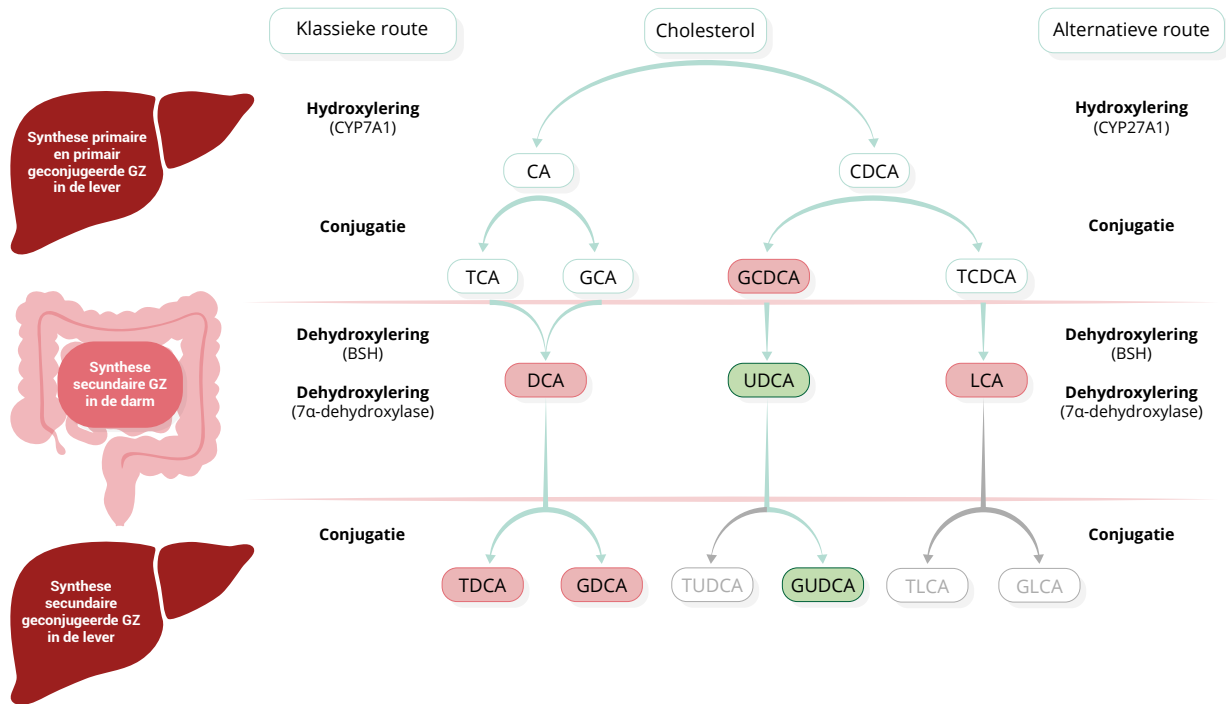 Klassieke route
Cholesterol
Alternatieve route
Synthese primaire
en primair
geconjugeerde GZ
in de lever
Hydroxylering
(CYP7A1)
Hydroxylering
(CYP27A1)
CA
CDCA
Conjugatie
Conjugatie
TCA
GCA
GCDCA
TCDCA
Synthese
secundaire GZ
in de darm
Dehydroxylering
(BSH)
Dehydroxylering
(BSH)
DCA
UDCA
LCA
Dehydroxylering
(7α-dehydroxylase)
Dehydroxylering
(7α-dehydroxylase)
Synthese
secundaire
geconjugeerde GZ
in de lever
Conjugatie
Conjugatie
TDCA
GDCA
TUDCA
GUDCA
TLCA
GLCA